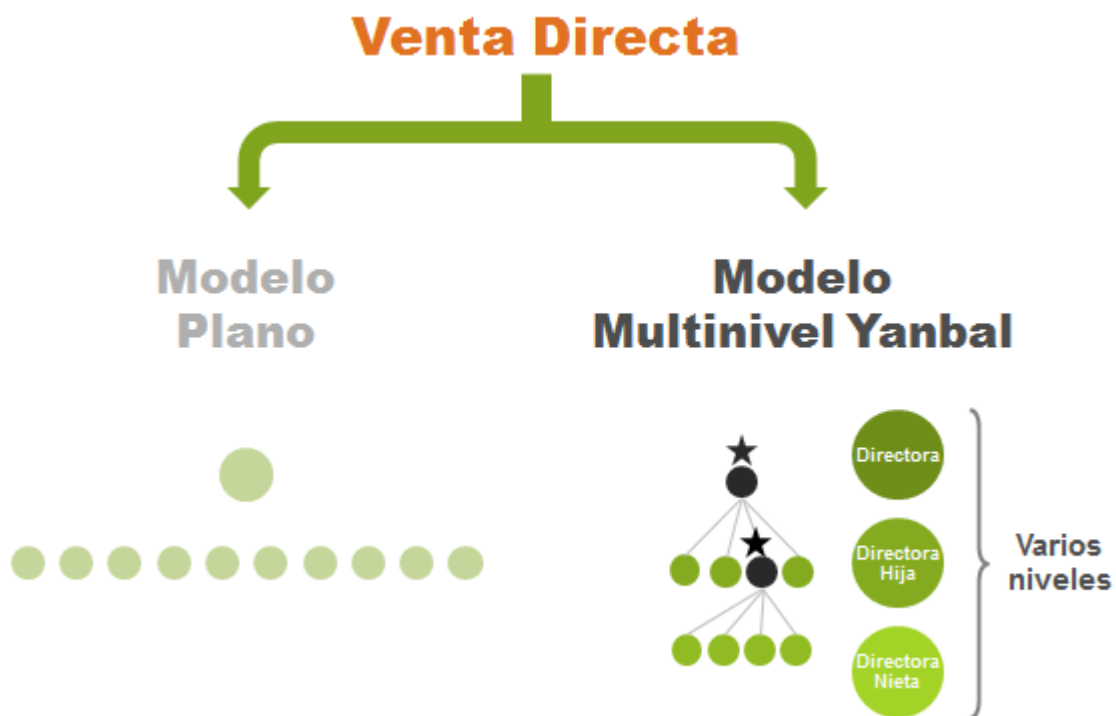 Venta Directa
Modelo
Plano
Modelo
Multinivel Yanbal
Directora
Directora
Hija
Directora
Nieta
Varios
niveles